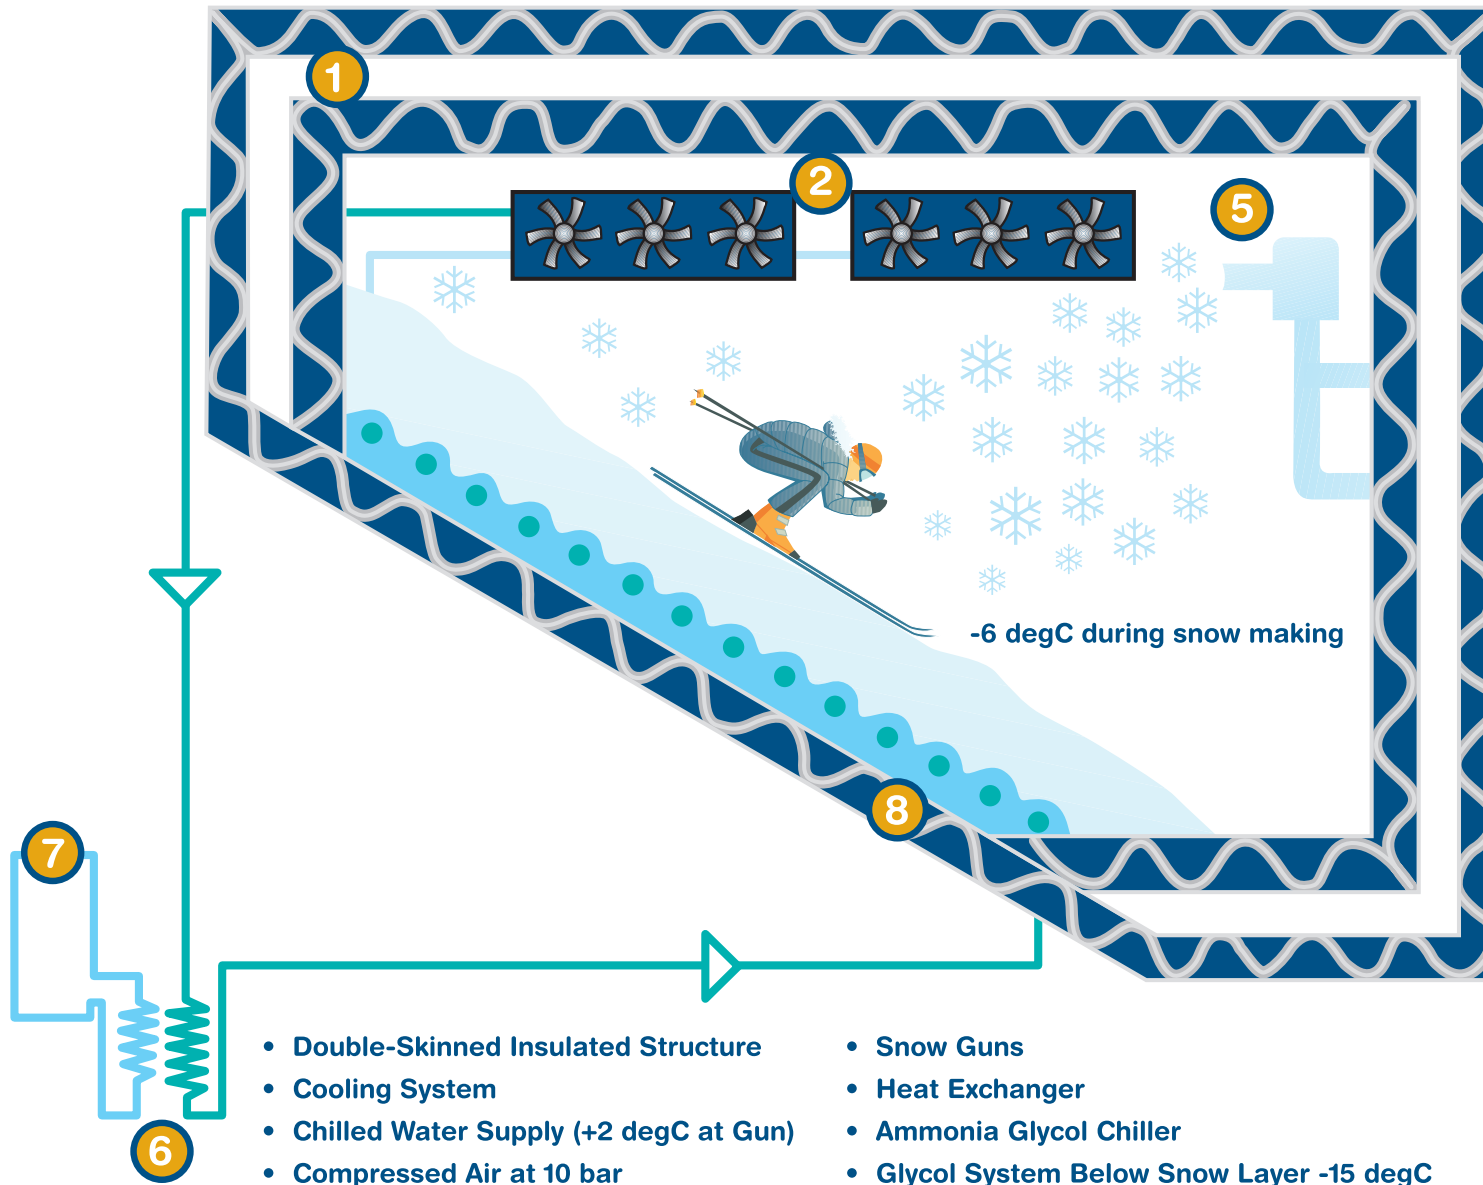 1
2
5
-6 degC during snow making
8
7
6
• Double-Skinned Insulated Structure
• Cooling System
• Chilled Water Supply (+2 degC at Gun)
• Compressed Air at 10 bar
• Snow Guns
• Heat Exchanger
• Ammonia Glycol Chiller
• Glycol System Below Snow Layer -15 degC